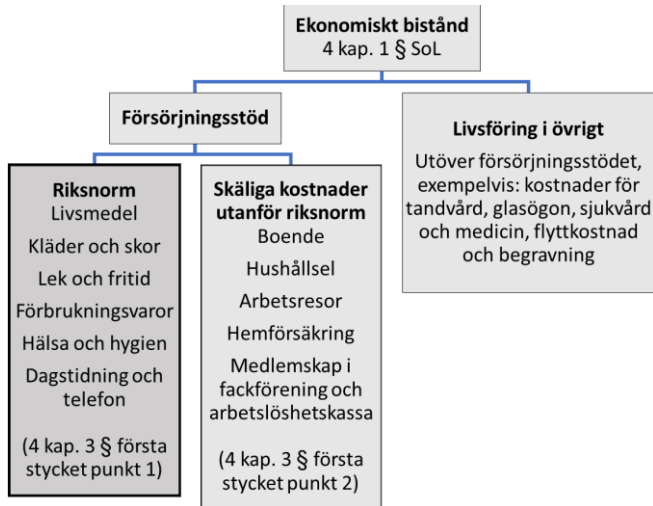 Ekonomiskt bistånd
4 kap. 1 § SoL
Försörjningsstöd
Livsföring i övrigt
Utöver försörjningsstödet,
exempelvis: kostnader för
tandvård, glasögon, sjukvård
och medicin, flyttkostnad
och begravning
Riksnorm
Livsmedel
Kläder och skor
Lek och fritid
Förbrukningsvaror
Hälsa och hygien
Dagstidning och
telefon
(4 kap. 3 § första
stycket punkt 1)
Skäliga kostnader
utanför riksnorm
Boende
Hushållsel
Arbetsresor
Hemförsäkring
Medlemskap i
fackförening och
arbetslöshetskassa
(4 kap. 3 § första
stycket punkt 2)